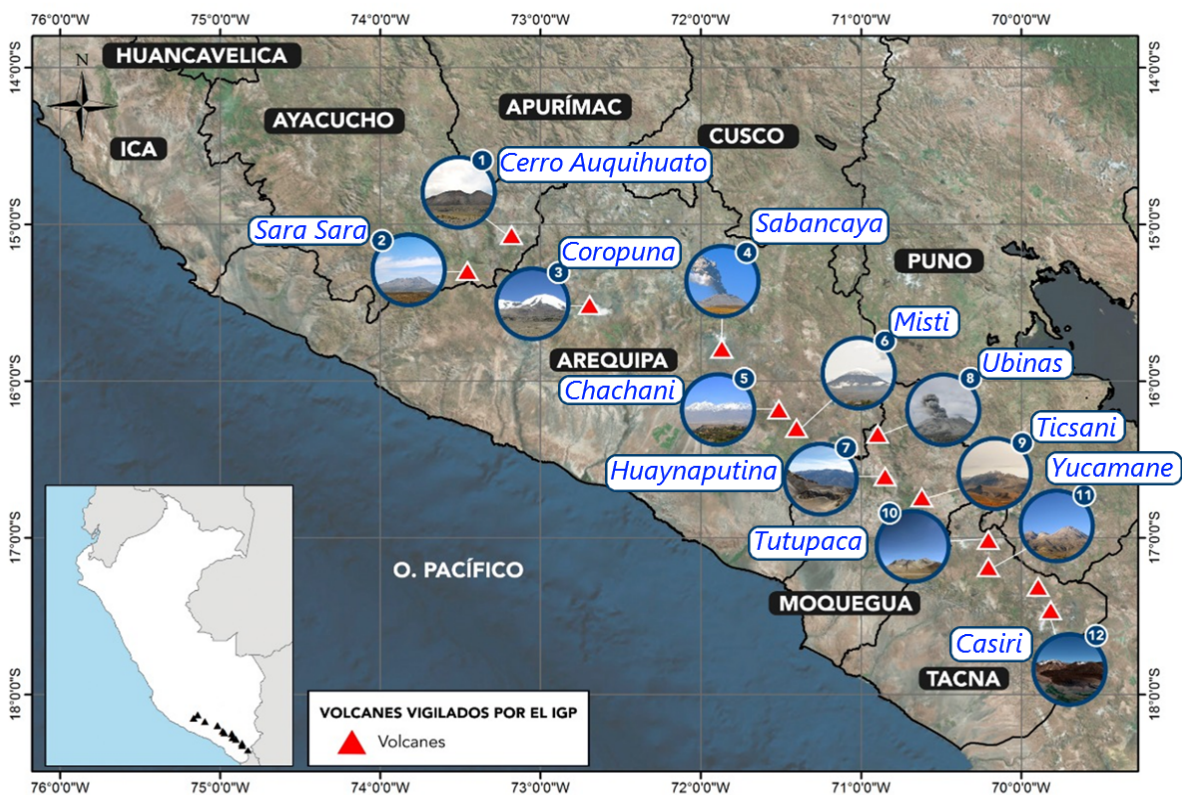 76°0'0"W 75°0'0"W 74°0'0"W 73°0'0"W 72°0'0"W 71°0'0"W 70°0'0"W
14°0'0"S
15°0'0"S
16°0'0"S
17°0'0"S
18°0'0"S
14°0'0"S
15°0'0"S
16°0'0"S
17°0'0"S
18°0'0"S
N
HUANCAVELICA
AYACUCHO
APURÍMAC
ICA
CUSCO
1
Cerro Auquihuato
2
Sara Sara
3
Coropuna
4
Sabancaya
PUNO
AREQUIPA
5
Chachani
6
Misti
7
Huaynaputina
8
Ubinas
9
Ticsani
10
Tutupaca
11
Yucamane
MOQUEGUA
12
Casiri
TACNA
O. PACÍFICO
VOLCANES VIGILADOS POR EL IGP
Volcanes
76°0'0"W 75°0'0"W 74°0'0"W 73°0'0"W 72°0'0"W 71°0'0"W 70°0'0"W